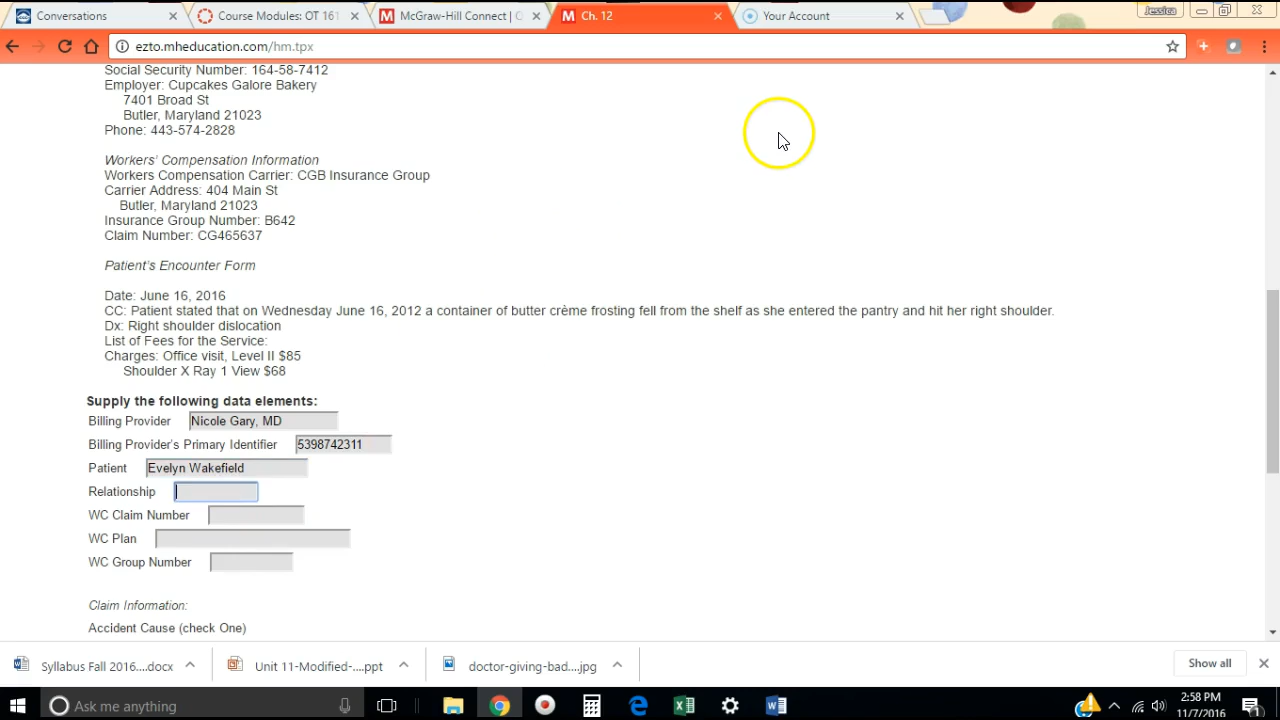 Conversations
Course Modules: OT 161
McGraw-Hill Connect | C
Ch. 12
Your Account
Jessica
ezto.mheducation.com/hm.tpx
Social Security Number: 164-58-7412
Employer: Cupcakes Galore Bakery
7401 Broad St
Butler, Maryland 21023
Phone: 443-574-2828
Workers' Compensation Information
Workers Compensation Carrier: CGB Insurance Group
Carrier Address: 404 Main St
Butler, Maryland 21023
Insurance Group Number: B642
Claim Number: CG465637
Patient's Encounter Form
Date: June 16, 2016
CC: Patient stated that on Wednesday June 16, 2012 a container of butter crème frosting fell from the shelf as she entered the pantry and hit her right shoulder.
Dx: Right shoulder dislocation
List of Fees for the Service:
Charges: Office visit, Level II $85
Shoulder X Ray 1 View $68
Supply the following data elements:
Billing Provider Nicole Gary, MD
Billing Provider's Primary Identifier 5398742311
Patient Evelyn Wakefield
Relationship
WC Claim Number
WC Plan
WC Group Number
Claim Information:
Accident Cause (check One)
Syllabus Fall 2016....docx
Unit 11-Modified-....ppt
doctor-giving-bad....jpg
Show all
Ask me anything
2:58 PM
11/7/2016